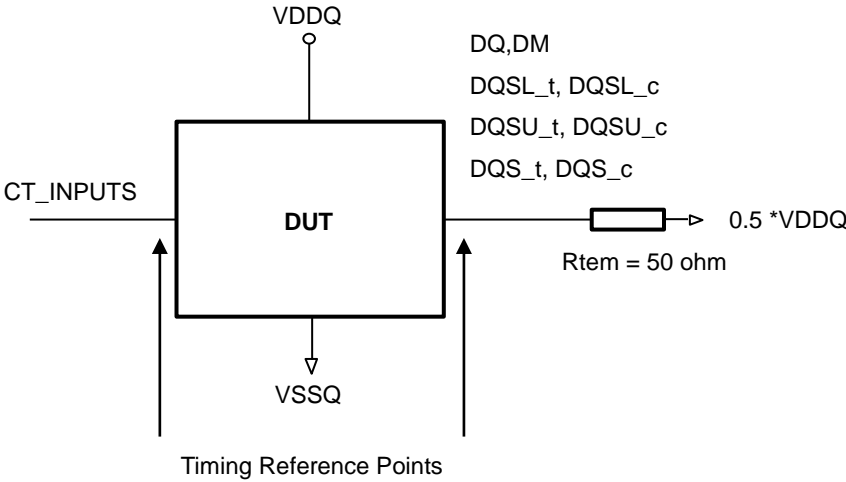 VDDQ
DQ,DM
DQSL_t, DQSL_c
DQSU_t, DQSU_c
DQS_t, DQS_c
CT_INPUTS
DUT
0.5 *VDDQ
Rtem = 50 ohm
VSSQ
Timing Reference Points